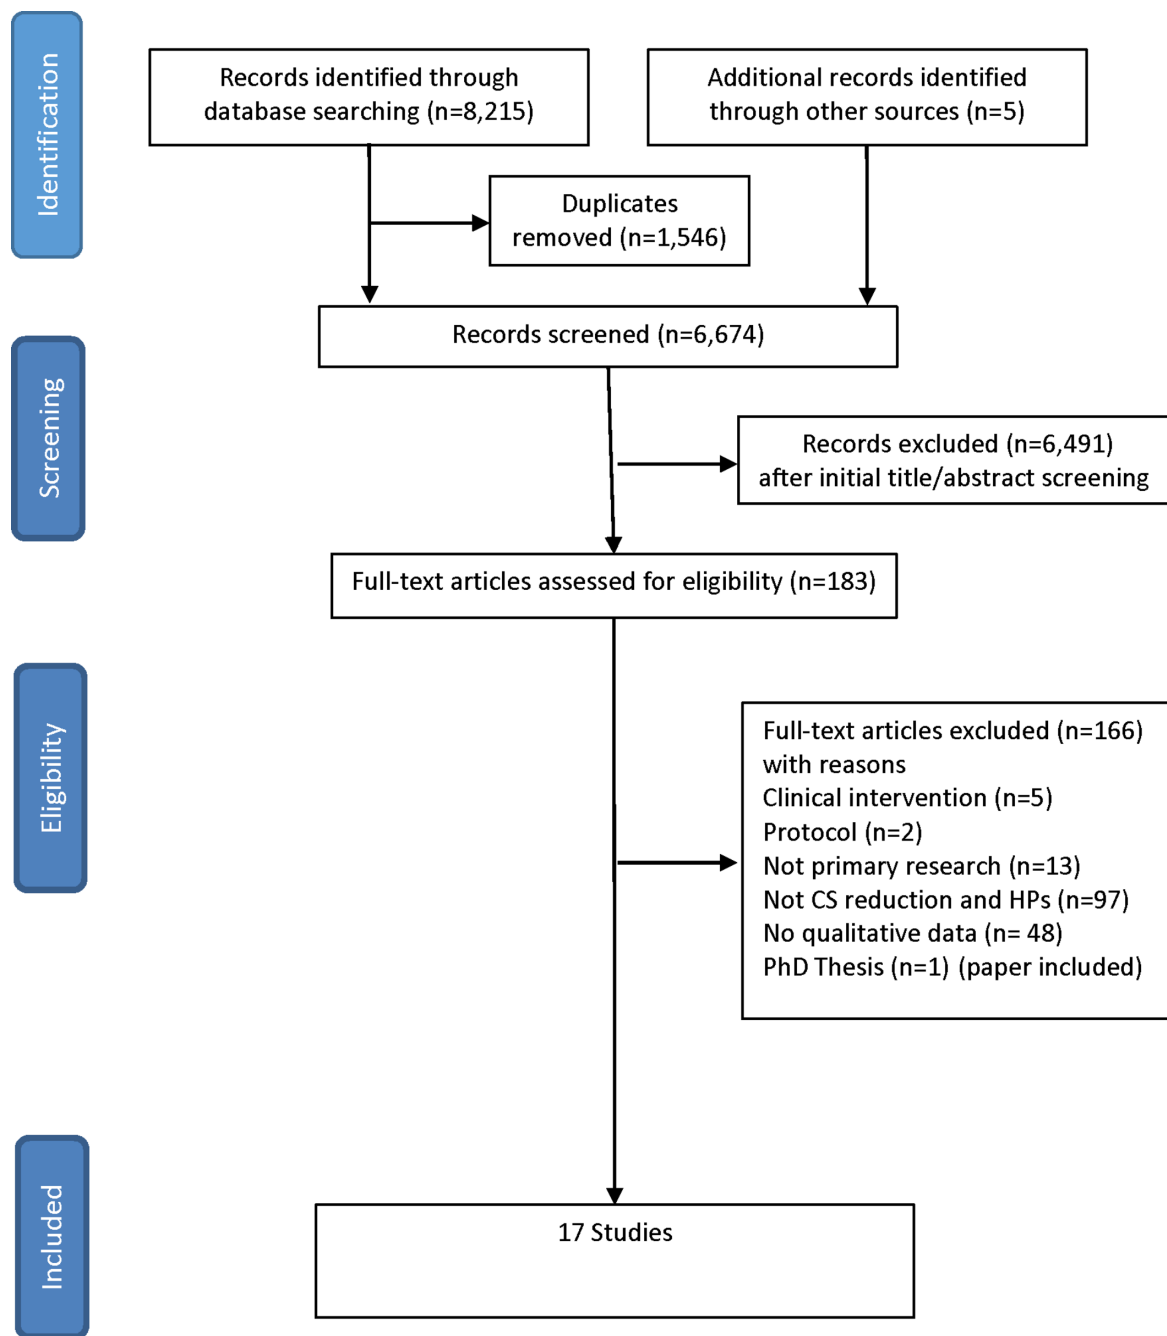 Identification
Records identified through
database searching (n=8,215)
Additional records identified
through other sources (n=5)
Duplicates
removed (n=1,546)
Records screened (n=6,674)
Screening
Records excluded (n=6,491)
after initial title/abstract screening
Full-text articles assessed for eligibility (n=183)
Eligibility
Full-text articles excluded (n=166)
with reasons
Clinical intervention (n=5)
Protocol (n=2)
Not primary research (n=13)
Not CS reduction and HPs (n=97)
No qualitative data (n= 48)
PhD Thesis (n=1) (paper included)
Included
17 Studies